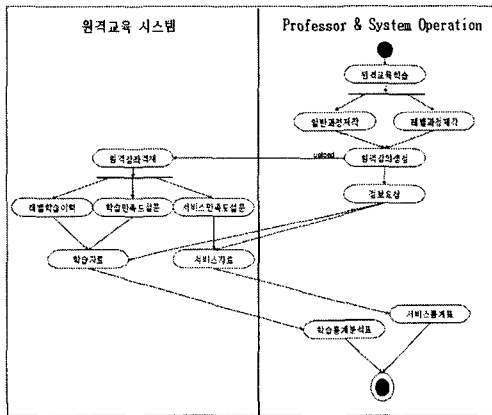 원격교육 시스템
Professor & System Operation
원격교육학습
일반과정제작
레벨과정제작
원격강좌적재
upload
원격강의생성
정보요청
레벨학습이력
학습만족도설문
서비스만족도설문
학습자료
서비스자료
서비스통계표
학습통계분석표